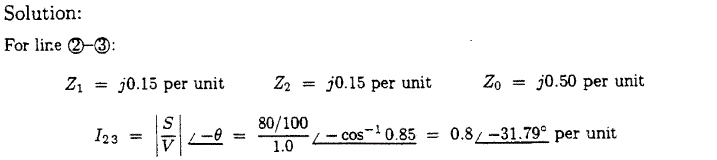 Solution:
For line ②–③:
Z₁ = j0.15 per unit Z₂ = j0.15 per unit Z₀ = j0.50 per unit
I₂₃ = |S/V| ∠−θ = 80/100 / 1.0 ∠−cos⁻¹ 0.85 = 0.8∠−31.79° per unit